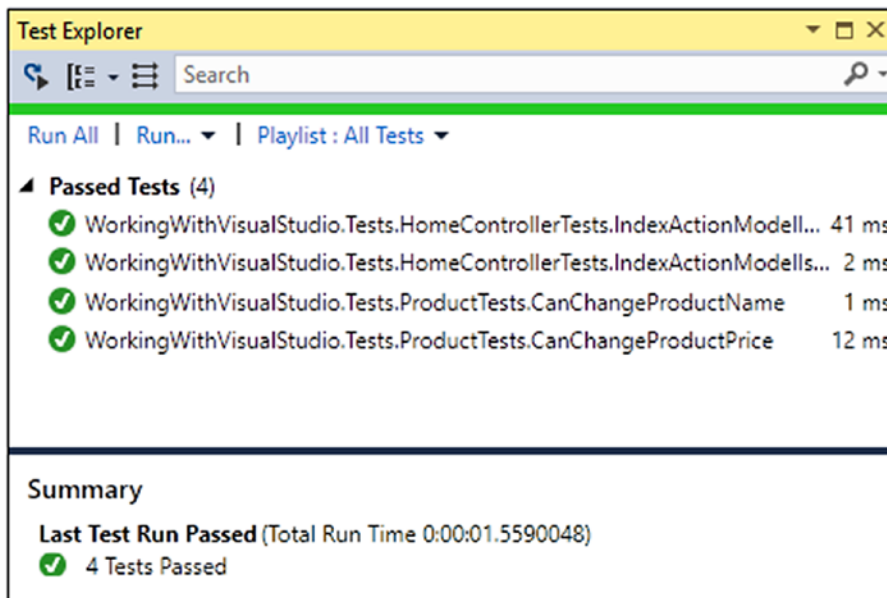 Test Explorer
Search
Run All | Run... | Playlist : All Tests
Passed Tests (4)
WorkingWithVisualStudio.Tests.HomeControllerTests.IndexActionModell... 41 ms
WorkingWithVisualStudio.Tests.HomeControllerTests.IndexActionModelIs... 2 ms
WorkingWithVisualStudio.Tests.ProductTests.CanChangeProductName 1 ms
WorkingWithVisualStudio.Tests.ProductTests.CanChangeProductPrice 12 ms
Summary
Last Test Run Passed (Total Run Time 0:00:01.5590048)
4 Tests Passed